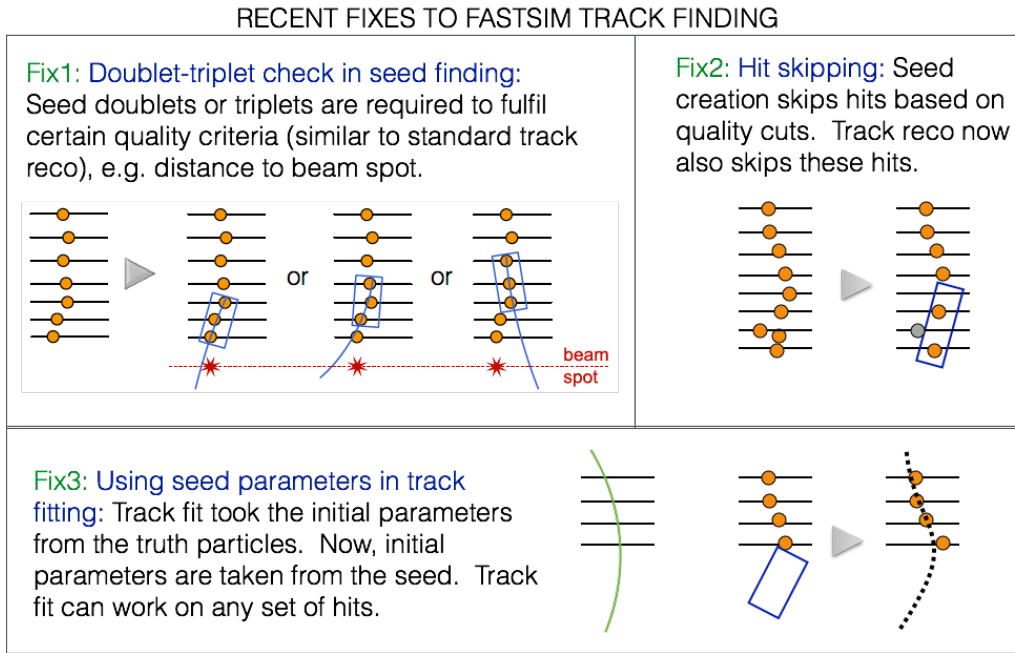 RECENT FIXES TO FASTSIM TRACK FINDING
Fix1: Doublet-triplet check in seed finding:
Seed doublets or triplets are required to fulfil
certain quality criteria (similar to standard track
reco), e.g. distance to beam spot.
or
or
beam
spot
Fix2: Hit skipping: Seed
creation skips hits based on
quality cuts.  Track reco now
also skips these hits.
Fix3: Using seed parameters in track
fitting: Track fit took the initial parameters
from the truth particles.  Now, initial
parameters are taken from the seed.  Track
fit can work on any set of hits.